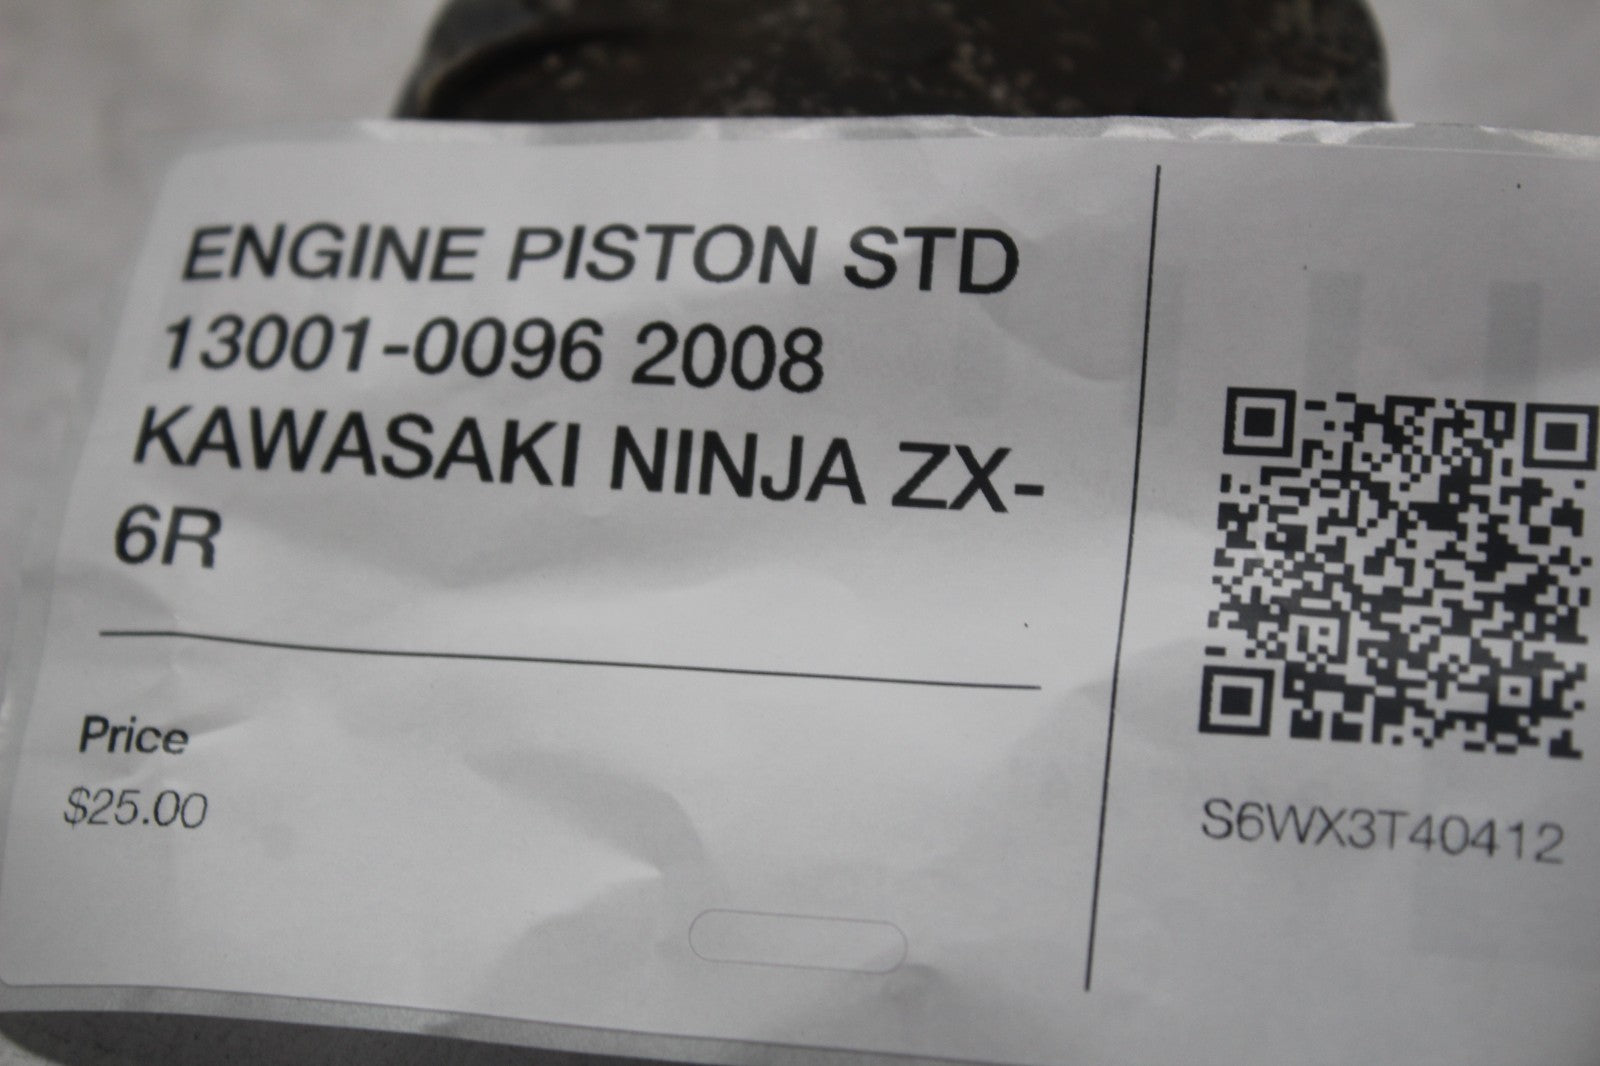 ENGINE PISTON STD
13001-0096 2008
KAWASAKI NINJA ZX-
6R
Price
$25.00
S6WX3T40412